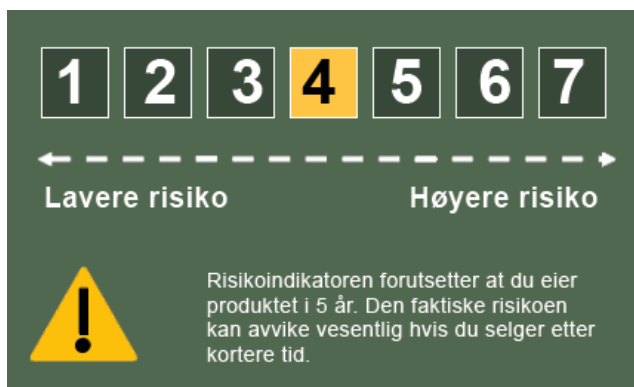 1 2 3 4 5 6 7
Lavere risiko Høyere risiko
Risikoindikatoren forutsetter at du eier
produktet i 5 år. Den faktiske risikoen
kan avvike vesentlig hvis du selger etter
kortere tid.